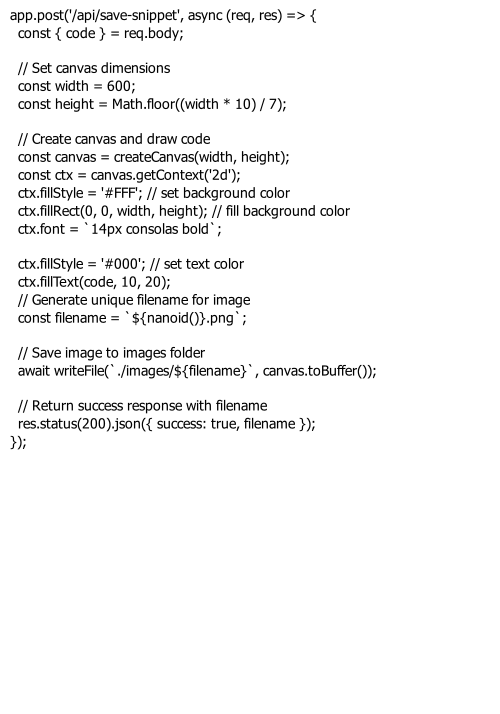 app.post('/api/save-snippet', async (req, res) => {
  const { code } = req.body;

  // Set canvas dimensions
  const width = 600;
  const height = Math.floor((width * 10) / 7);

  // Create canvas and draw code
  const canvas = createCanvas(width, height);
  const ctx = canvas.getContext('2d');
  ctx.fillStyle = '#FFF'; // set background color
  ctx.fillRect(0, 0, width, height); // fill background color
  ctx.font = `14px consolas bold`;

  ctx.fillStyle = '#000'; // set text color
  ctx.fillText(code, 10, 20);
  // Generate unique filename for image
  const filename = `${nanoid()}.png`;

  // Save image to images folder
  await writeFile(`./images/${filename}`, canvas.toBuffer());

  // Return success response with filename
  res.status(200).json({ success: true, filename });
});